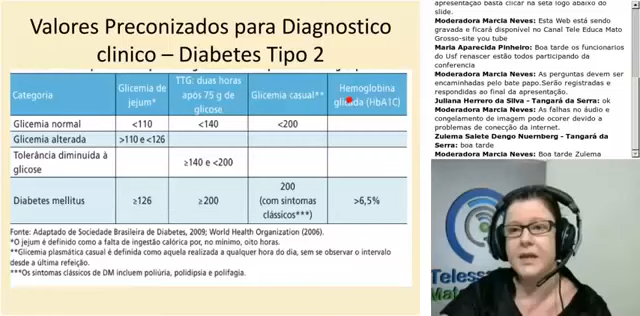 Valores Preconizados para Diagnostico
clinico – Diabetes Tipo 2
Categoria
Glicemia de
jejum*
TTG: duas horas
após 75 g de
glicose
Glicemia casual**
Hemoglobina
glicada (HbA1C)
Glicemia normal <110 <140 <200
Glicemia alterada >110 e <126
Tolerância diminuída à
glicose
≥140 e <200
Diabetes mellitus ≥126 ≥200
200
(com sintomas
clássicos***)
>6,5%
Fonte: Adaptado de Sociedade Brasileira de Diabetes, 2009; World Health Organization (2006).
*O jejum é definido como a falta de ingestão calórica por, no mínimo, oito horas.
**Glicemia plasmática casual é definida como aquela realizada a qualquer hora do dia, sem se observar o intervalo
desde a última refeição.
***Os sintomas clássicos de DM incluem poliúria, polidipsia e polifagia.
apresentação basta clicar na seta logo abaixo do
slide.
Moderadora Marcia Neves: Esta Web está sendo
gravada e ficará disponível no Canal Tele Educa Mato
Grosso-site you tube
Maria Aparecida Pinheiro: Boa tarde os funcionarios
do Usf renascer estão todos participando da
conferencia
Moderadora Marcia Neves: As perguntas devem ser
encaminhadas pelo bate papo.Serão registradas e
respondidas ao final da apresentação.
Juliana Herrero da Silva - Tangará da Serra: ok
Moderadora Marcia Neves: As falhas no áudio e
congelamento de imagem pode ocorer devido a
problemas de conecção da internet.
Zulema Salete Dengo Nuernberg - Tangará da
Serra: boa tarde
Moderadora Marcia Neves: Boa tarde Zulema
Teless
Mato